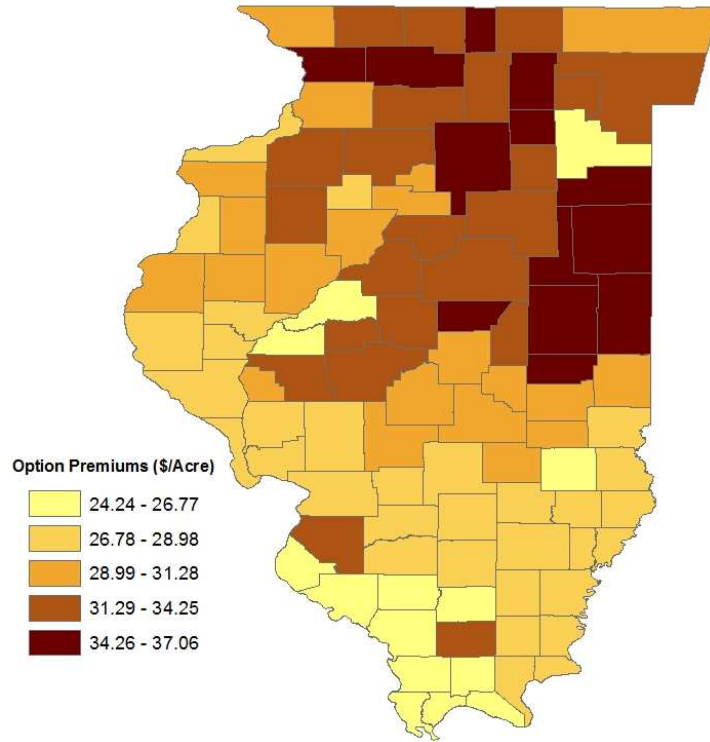 Option Premiums ($/Acre)
24.24 - 26.77
26.78 - 28.98
28.99 - 31.28
31.29 - 34.25
34.26 - 37.06